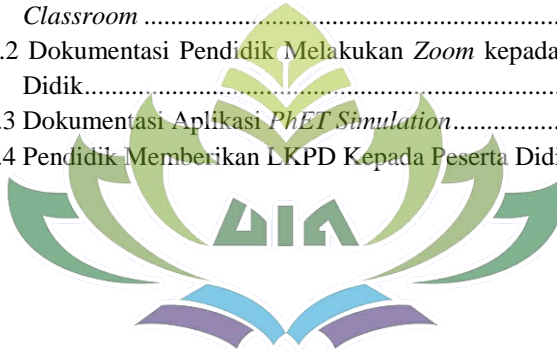 Classroom ..........................................................
.2 Dokumentasi Pendidik Melakukan Zoom kepada
Didik......................................................................
.3 Dokumentasi Aplikasi PhET Simulation...................
.4 Pendidik Memberikan LKPD Kepada Peserta Didi
UIN